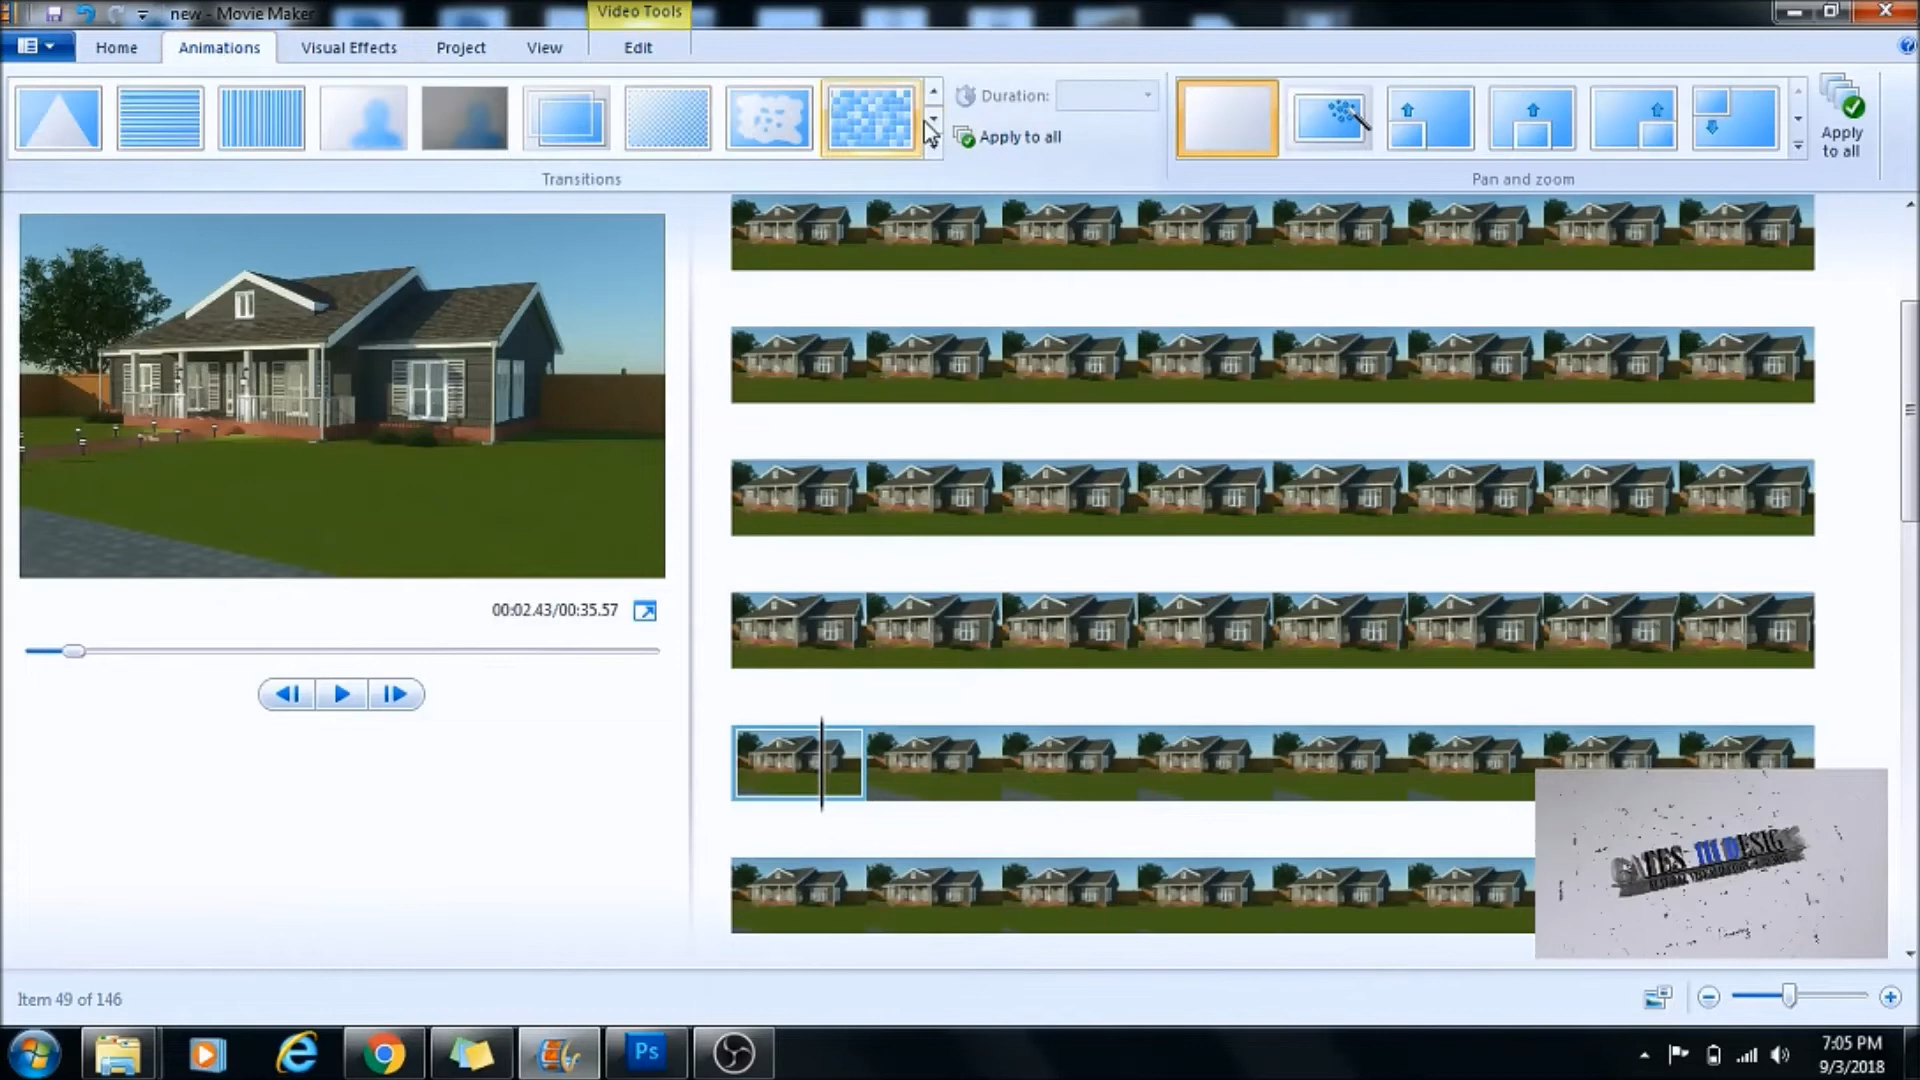 new - Movie Maker
Video Tools
Home
Animations
Visual Effects
Project
View
Edit
Duration:
Apply to all
Apply
to all
Transitions
Pan and zoom
00:02.43/00:35.57
Item 49 of 146
Ps
7:05 PM
9/3/2018